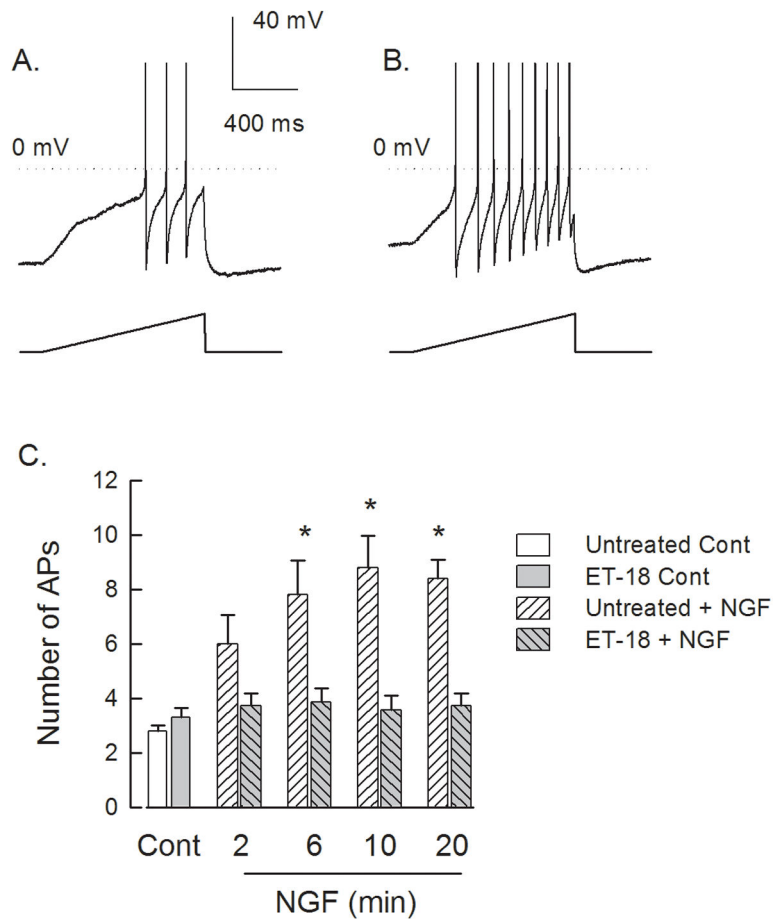 40 mV
A.
B.
400 ms
0 mV
0 mV
C.
12
10
8
6
4
2
0
Number of APs
*
*
*
Untreated Cont
ET-18 Cont
Untreated + NGF
ET-18 + NGF
Cont 2 6 10 20
NGF (min)